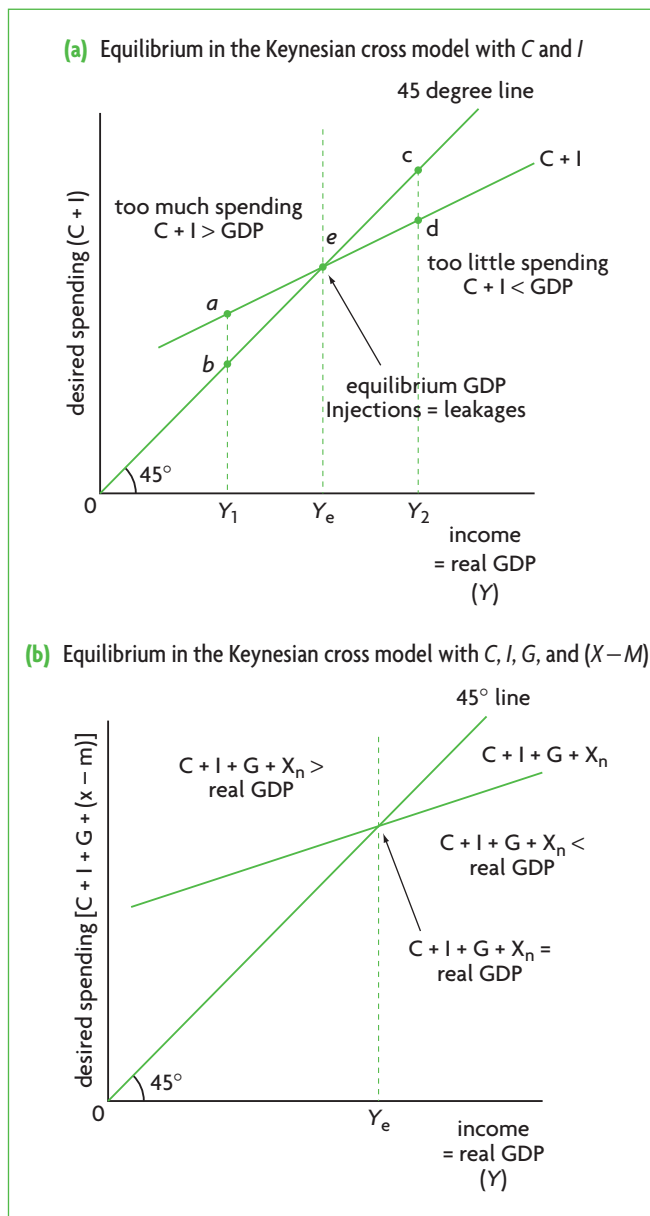 (a) Equilibrium in the Keynesian cross model with C and I
45 degree line
c
C + I
too much spending
C + I > GDP
e
d
too little spending
C + I < GDP
a
b
equilibrium GDP
Injections = leakages
desired spending (C + I)
45°
0
Y1
Ye
Y2
income
= real GDP
(Y)
(b) Equilibrium in the Keynesian cross model with C, I, G, and (X – M)
45° line
C + I + G + Xn
C + I + G + Xn >
real GDP
C + I + G + Xn <
real GDP
C + I + G + Xn =
real GDP
desired spending [C + I + G + (x – m)]
45°
0
Ye
income
= real GDP
(Y)